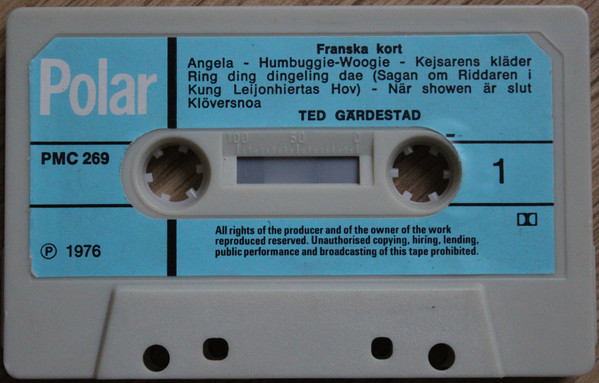 Polar
Franska kort
Angela - Humbuggie-Woogie - Kejsarens kläder
Ring ding dingeling dae (Sagan om Riddaren i
Kung Leijonhiertas Hov) - När showen är slut
Klöversnoa
TED GÄRDESTAD
PMC 269
100 50 0
1
All rights of the producer and of the owner of the work
reproduced reserved. Unauthorised copying, hiring, lending,
public performance and broadcasting of this tape prohibited.
Ⓟ 1976